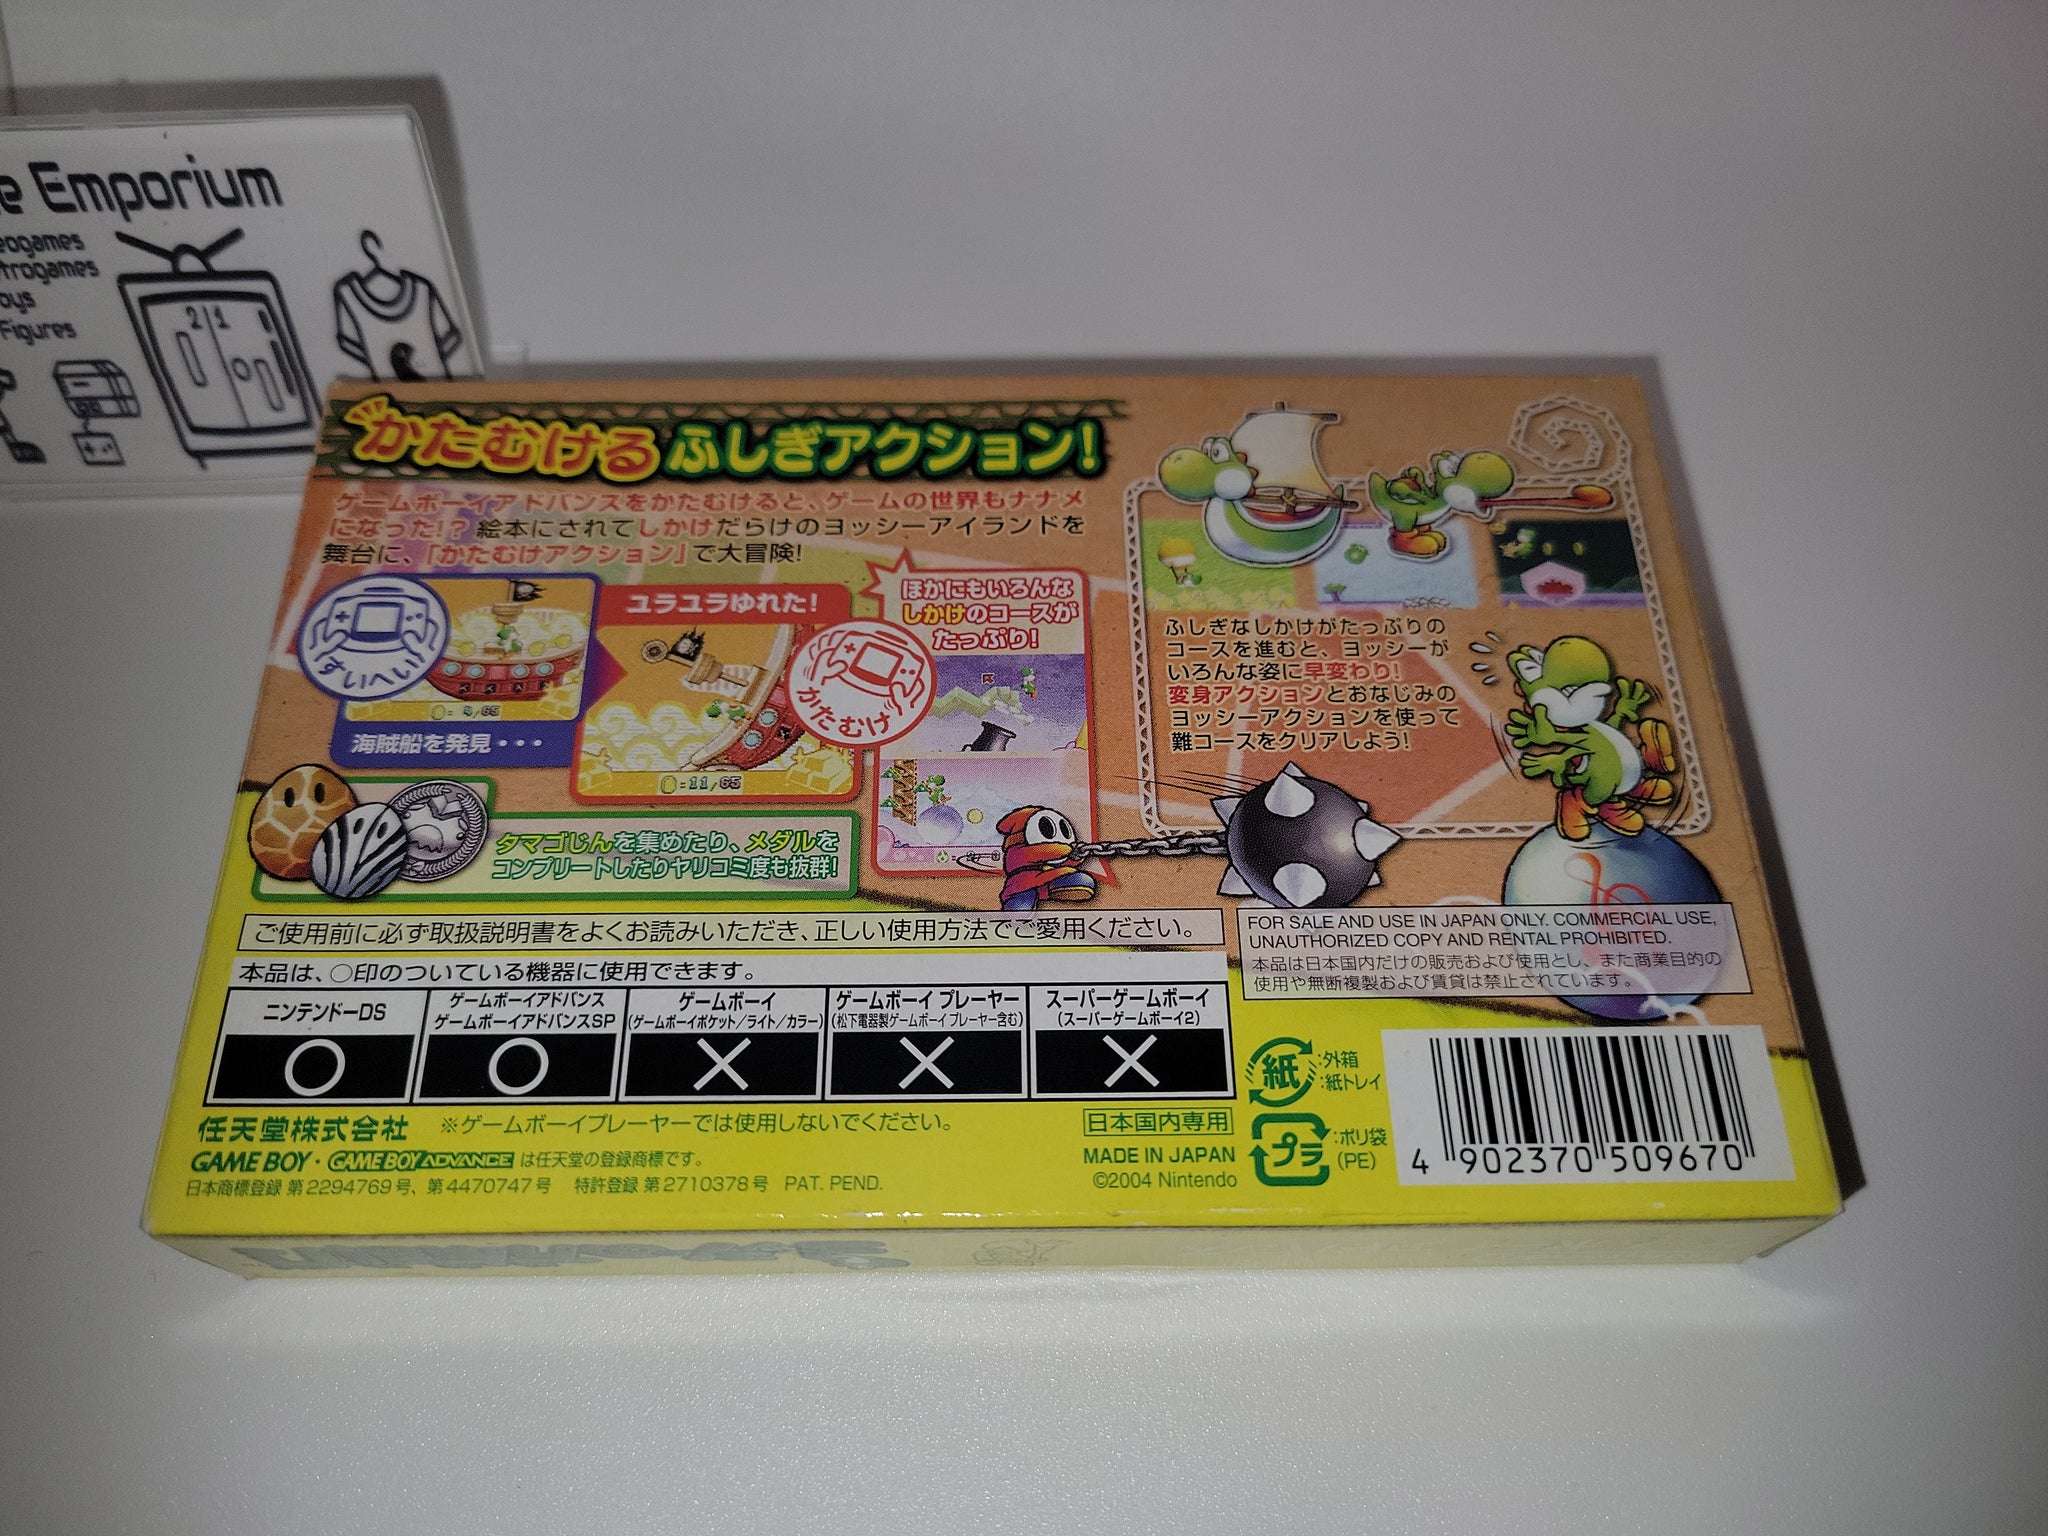 e Emporium
eogames
trogames
oys
Figures
21
かたむける ふしぎアクション!
ゲームボーイアドバンスをかたむけると、ゲームの世界もナナメ
になった!? 絵本にされてしかけだらけのヨッシーアイランドを
舞台に、「かたむけアクション」で大冒険!
すいへい
4/65
海賊船を発見・・・
ユラユラゆれた!
かたむけ
=11/65
ほかにもいろんな
しかけのコースが
たっぷり!
タマゴじんを集めたり、メダルを
コンプリートしたりヤリコミ度も抜群!
ふしぎなしかけがたっぷりの
コースを進むと、ヨッシーが
いろんな姿に早変わり!
変身アクションとおなじみの
ヨッシーアクションを使って
難コースをクリアしよう!
ご使用前に必ず取扱説明書をよくお読みいただき、正しい使用方法でご愛用ください。
FOR SALE AND USE IN JAPAN ONLY. COMMERCIAL USE,
UNAUTHORIZED COPY AND RENTAL PROHIBITED.
本品は日本国内だけの販売および使用とし、また商業目的の
使用や無断複製および賃貸は禁止されています。
本品は、○印のついている機器に使用できます。
ニンテンドーDS
○
ゲームボーイアドバンス
ゲームボーイアドバンスSP
○
ゲームボーイ
(ゲームボーイポケット/ライト/カラー)
×
ゲームボーイ プレーヤー
(松下電器製ゲームボーイ プレーヤー含む)
×
スーパーゲームボーイ
(スーパーゲームボーイ2)
×
任天堂株式会社 ※ゲームボーイプレーヤーでは使用しないでください。
GAME BOY・GAME BOY ADVANCE は任天堂の登録商標です。
日本商標登録 第2294769号、第4470747号 特許登録 第2710378号 PAT. PEND.
日本国内専用
MADE IN JAPAN
©2004 Nintendo
紙 :外箱
:紙トレイ
プラ :ポリ袋
(PE)
4 902370 509670